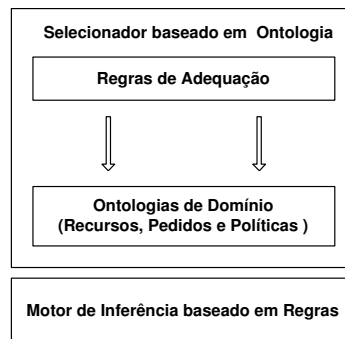 Selecionador baseado em Ontologia
Regras de Adequação
Ontologias de Domínio
(Recursos, Pedidos e Políticas )
Motor de Inferência baseado em Regras